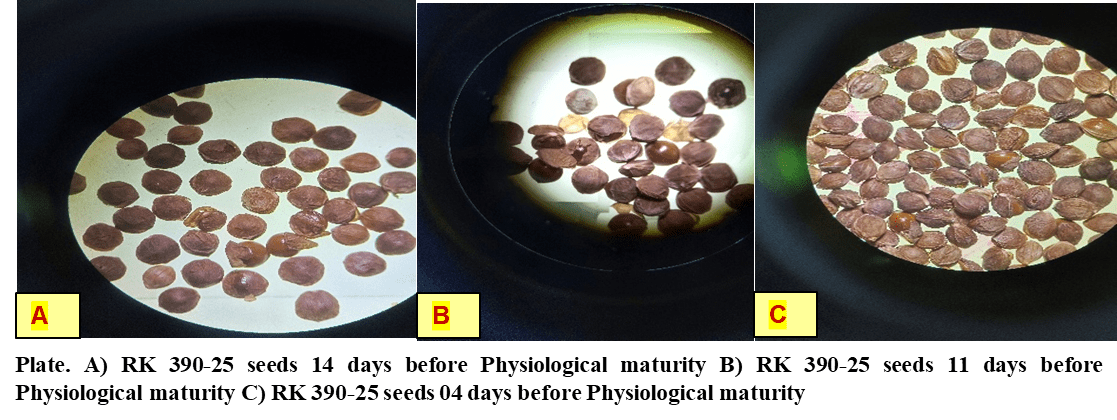 A
B
C
Plate. A) RK 390-25 seeds 14 days before Physiological maturity B) RK 390-25 seeds 11 days before
Physiological maturity C) RK 390-25 seeds 04 days before Physiological maturity